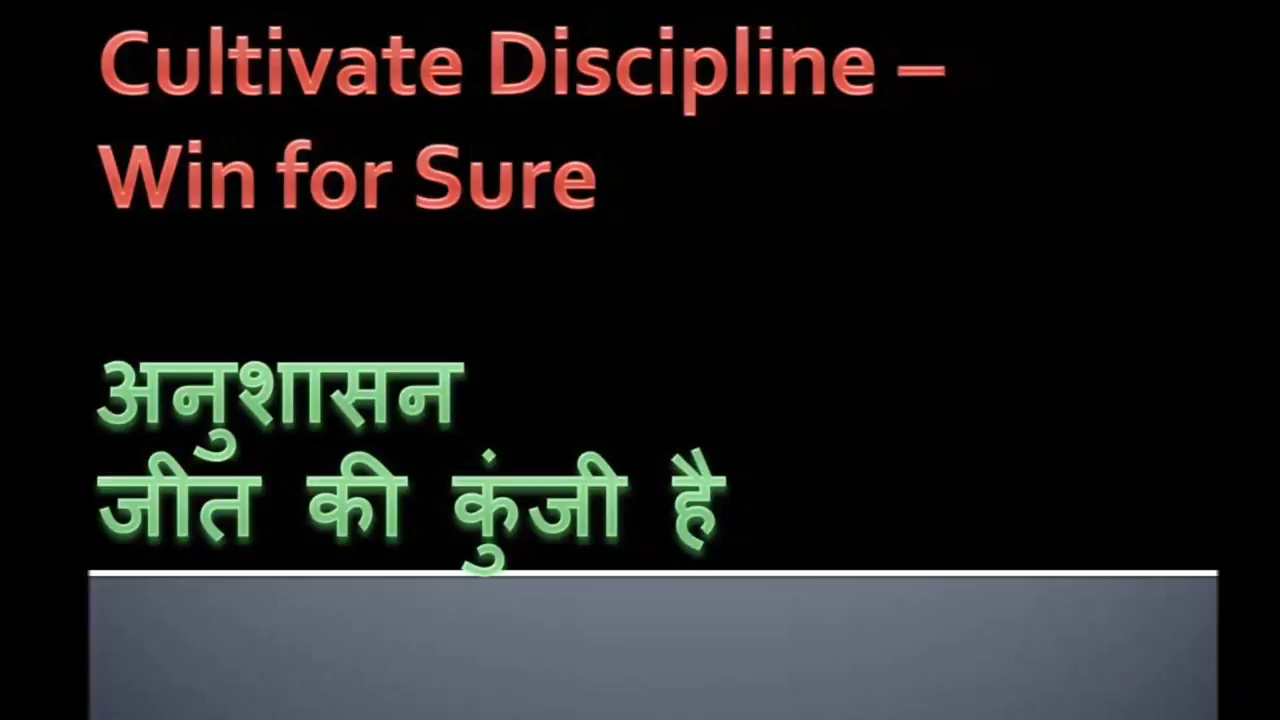 Cultivate Discipline –
Win for Sure
अनुशासन
जीत की कुंजी है